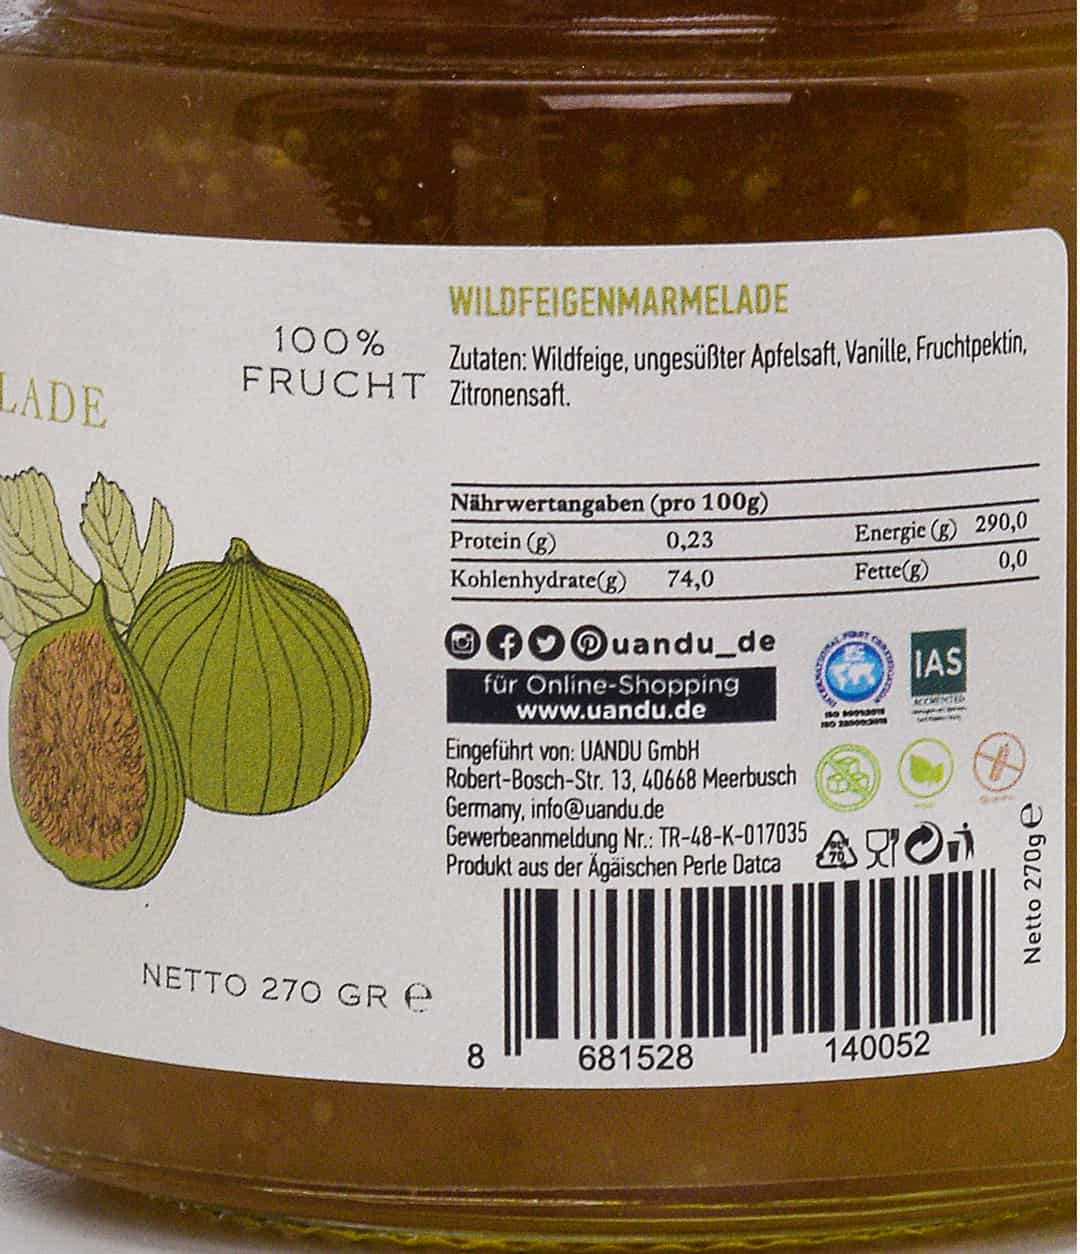 LADE
100%
FRUCHT
NETTO 270 GR ℮
WILDFEIGENMARMELADE
Zutaten: Wildfeige, ungesüßter Apfelsaft, Vanille, Fruchtpektin,
Zitronensaft.
Nährwertangaben (pro 100g)
Protein (g) 0,23 Energie (g) 290,0
Kohlenhydrate(g) 74,0 Fette(g) 0,0
uandu_de
für Online-Shopping
www.uandu.de
IAS
ACCREDITED
Eingeführt von: UANDU GmbH
Robert-Bosch-Str. 13, 40668 Meerbusch
Germany, info@uandu.de
Gewerbeanmeldung Nr.: TR-48-K-017035
Produkt aus der Ägäischen Perle Datca
70
Netto 270g ℮
8 681528 140052